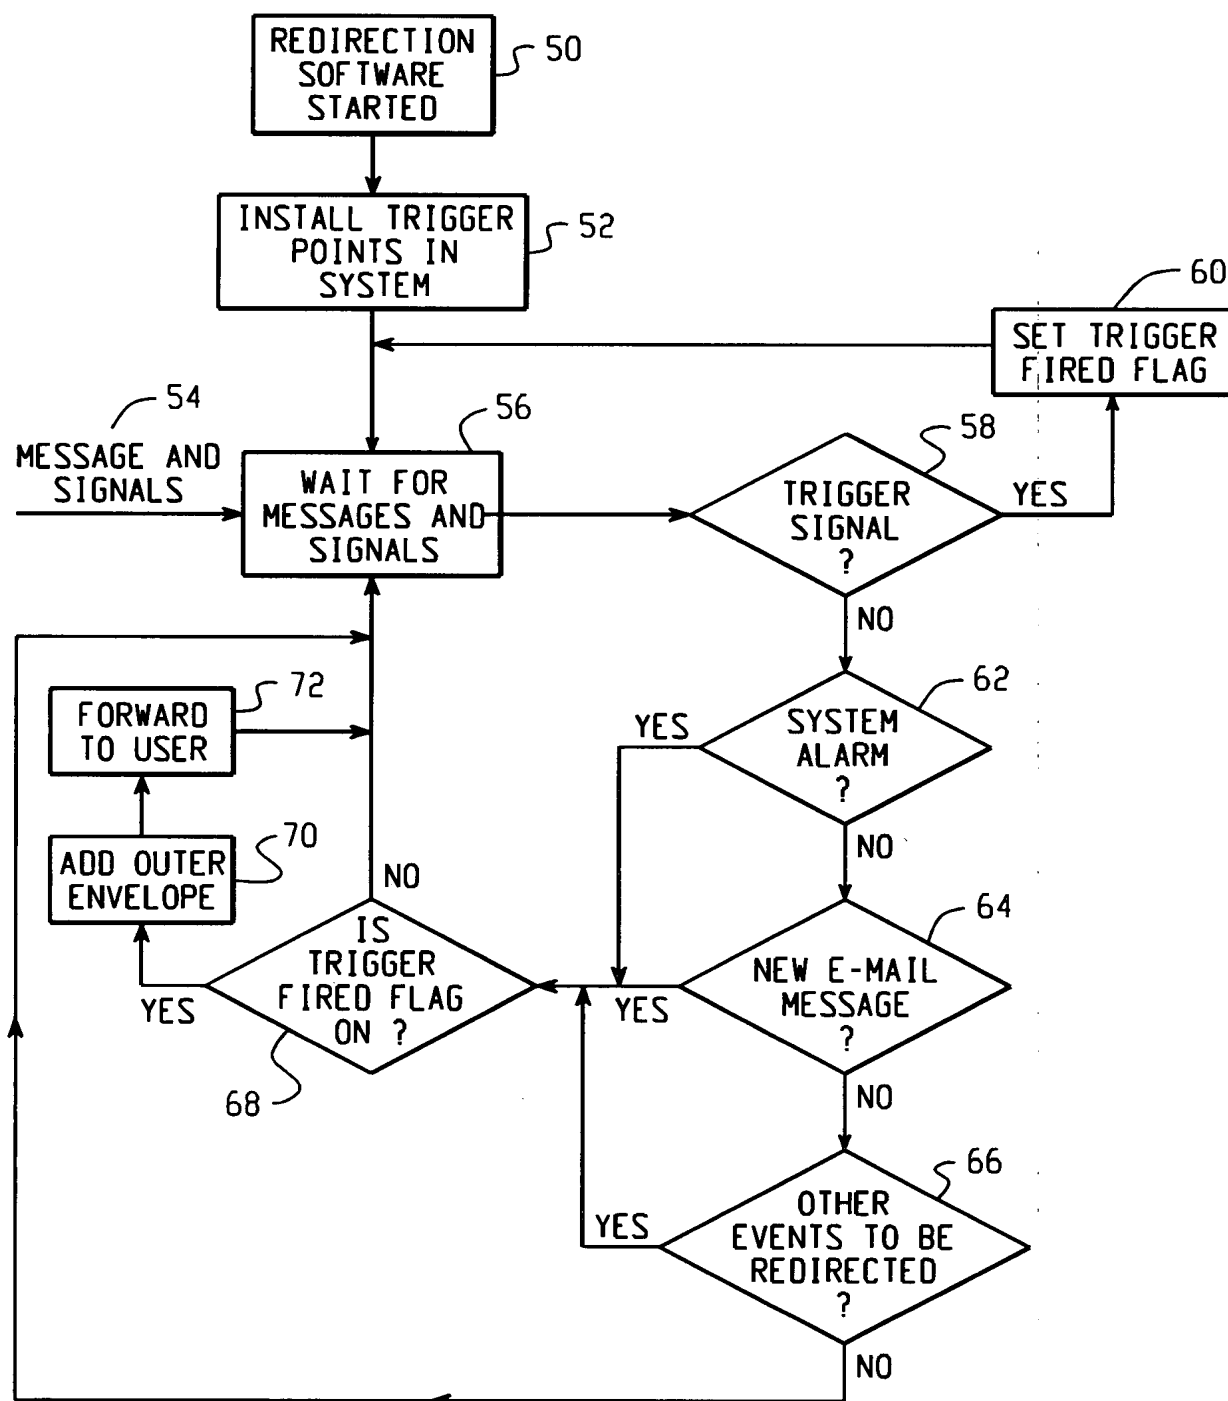 REDIRECTION
SOFTWARE
STARTED
50
INSTALL TRIGGER
POINTS IN
SYSTEM
52
60
SET TRIGGER
FIRED FLAG
54
MESSAGE AND
SIGNALS
56
WAIT FOR
MESSAGES AND
SIGNALS
58
TRIGGER
SIGNAL
?
YES
NO
62
SYSTEM
ALARM
?
YES
NO
72
FORWARD
TO USER
70
ADD OUTER
ENVELOPE
NO
IS
TRIGGER
FIRED FLAG
ON ?
YES
68
64
NEW E-MAIL
MESSAGE
?
YES
NO
66
OTHER
EVENTS TO BE
REDIRECTED
?
YES
NO